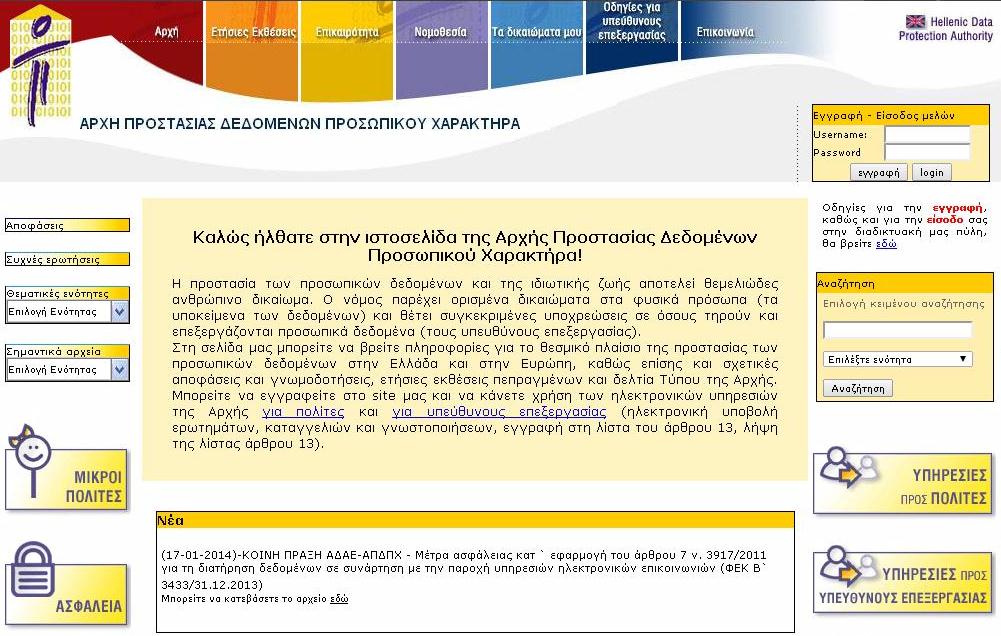 Αρχή
Ετήσιες Εκθέσεις
Επικαιρότητα
Νομοθεσία
Τα δικαιώματα μου
Οδηγίες για
υπεύθυνους
επεξεργασίας
Επικοινωνία
Hellenic Data
Protection Authority
ΑΡΧΗ ΠΡΟΣΤΑΣΙΑΣ ΔΕΔΟΜΕΝΩΝ ΠΡΟΣΩΠΙΚΟΥ ΧΑΡΑΚΤΗΡΑ
Εγγραφή - Είσοδος μελών
Username:
Password
εγγραφή login
Οδηγίες για την εγγραφή,
καθώς και για την είσοδο σας
στην διαδικτυακή μας πύλη,
θα βρείτε εδώ
Αποφάσεις
Συχνές ερωτήσεις
Θεματικές ενότητες
Επιλογή Ενότητας
Σημαντικά αρχεία
Επιλογή Ενότητας
ΜΙΚΡΟΙ
ΠΟΛΙΤΕΣ
ΑΣΦΑΛΕΙΑ
Καλώς ήλθατε στην ιστοσελίδα της Αρχής Προστασίας Δεδομένων
Προσωπικού Χαρακτήρα!
Η προστασία των προσωπικών δεδομένων και της ιδιωτικής ζωής αποτελεί θεμελιώδες
ανθρώπινο δικαίωμα. Ο νόμος παρέχει ορισμένα δικαιώματα στα φυσικά πρόσωπα (τα
υποκείμενα των δεδομένων) και θέτει συγκεκριμένες υποχρεώσεις σε όσους τηρούν και
επεξεργάζονται προσωπικά δεδομένα (τους υπευθύνους επεξεργασίας).
Στη σελίδα μας μπορείτε να βρείτε πληροφορίες για το θεσμικό πλαίσιο της προστασίας των
προσωπικών δεδομένων στην Ελλάδα και στην Ευρώπη, καθώς επίσης και σχετικές
αποφάσεις και γνωμοδοτήσεις, ετήσιες εκθέσεις πεπραγμένων και δελτία Τύπου της Αρχής.
Μπορείτε να εγγραφείτε στο site μας και να κάνετε χρήση των ηλεκτρονικών υπηρεσιών
της Αρχής για πολίτες και για υπεύθυνους επεξεργασίας (ηλεκτρονική υποβολή
ερωτημάτων, καταγγελιών και γνωστοποιήσεων, εγγραφή στη λίστα του άρθρου 13, λήψη
της λίστας άρθρου 13).
Νέα
(17-01-2014)-ΚΟΙΝΗ ΠΡΑΞΗ ΑΔΑΕ-ΑΠΔΠΧ - Μέτρα ασφάλειας κατ ` εφαρμογή του άρθρου 7 ν. 3917/2011
για τη διατήρηση δεδομένων σε συνάρτηση με την παροχή υπηρεσιών ηλεκτρονικών επικοινωνιών (ΦΕΚ Β`
3433/31.12.2013)
Μπορείτε να κατεβάσετε το αρχείο εδώ
Αναζήτηση
Επιλογή κειμένου αναζήτησης
Επιλέξτε ενότητα
Αναζήτηση
ΥΠΗΡΕΣΙΕΣ
ΠΡΟΣ ΠΟΛΙΤΕΣ
ΥΠΗΡΕΣΙΕΣ ΠΡΟΣ
ΥΠΕΥΘΥΝΟΥΣ ΕΠΕΞΕΡΓΑΣΙΑΣ